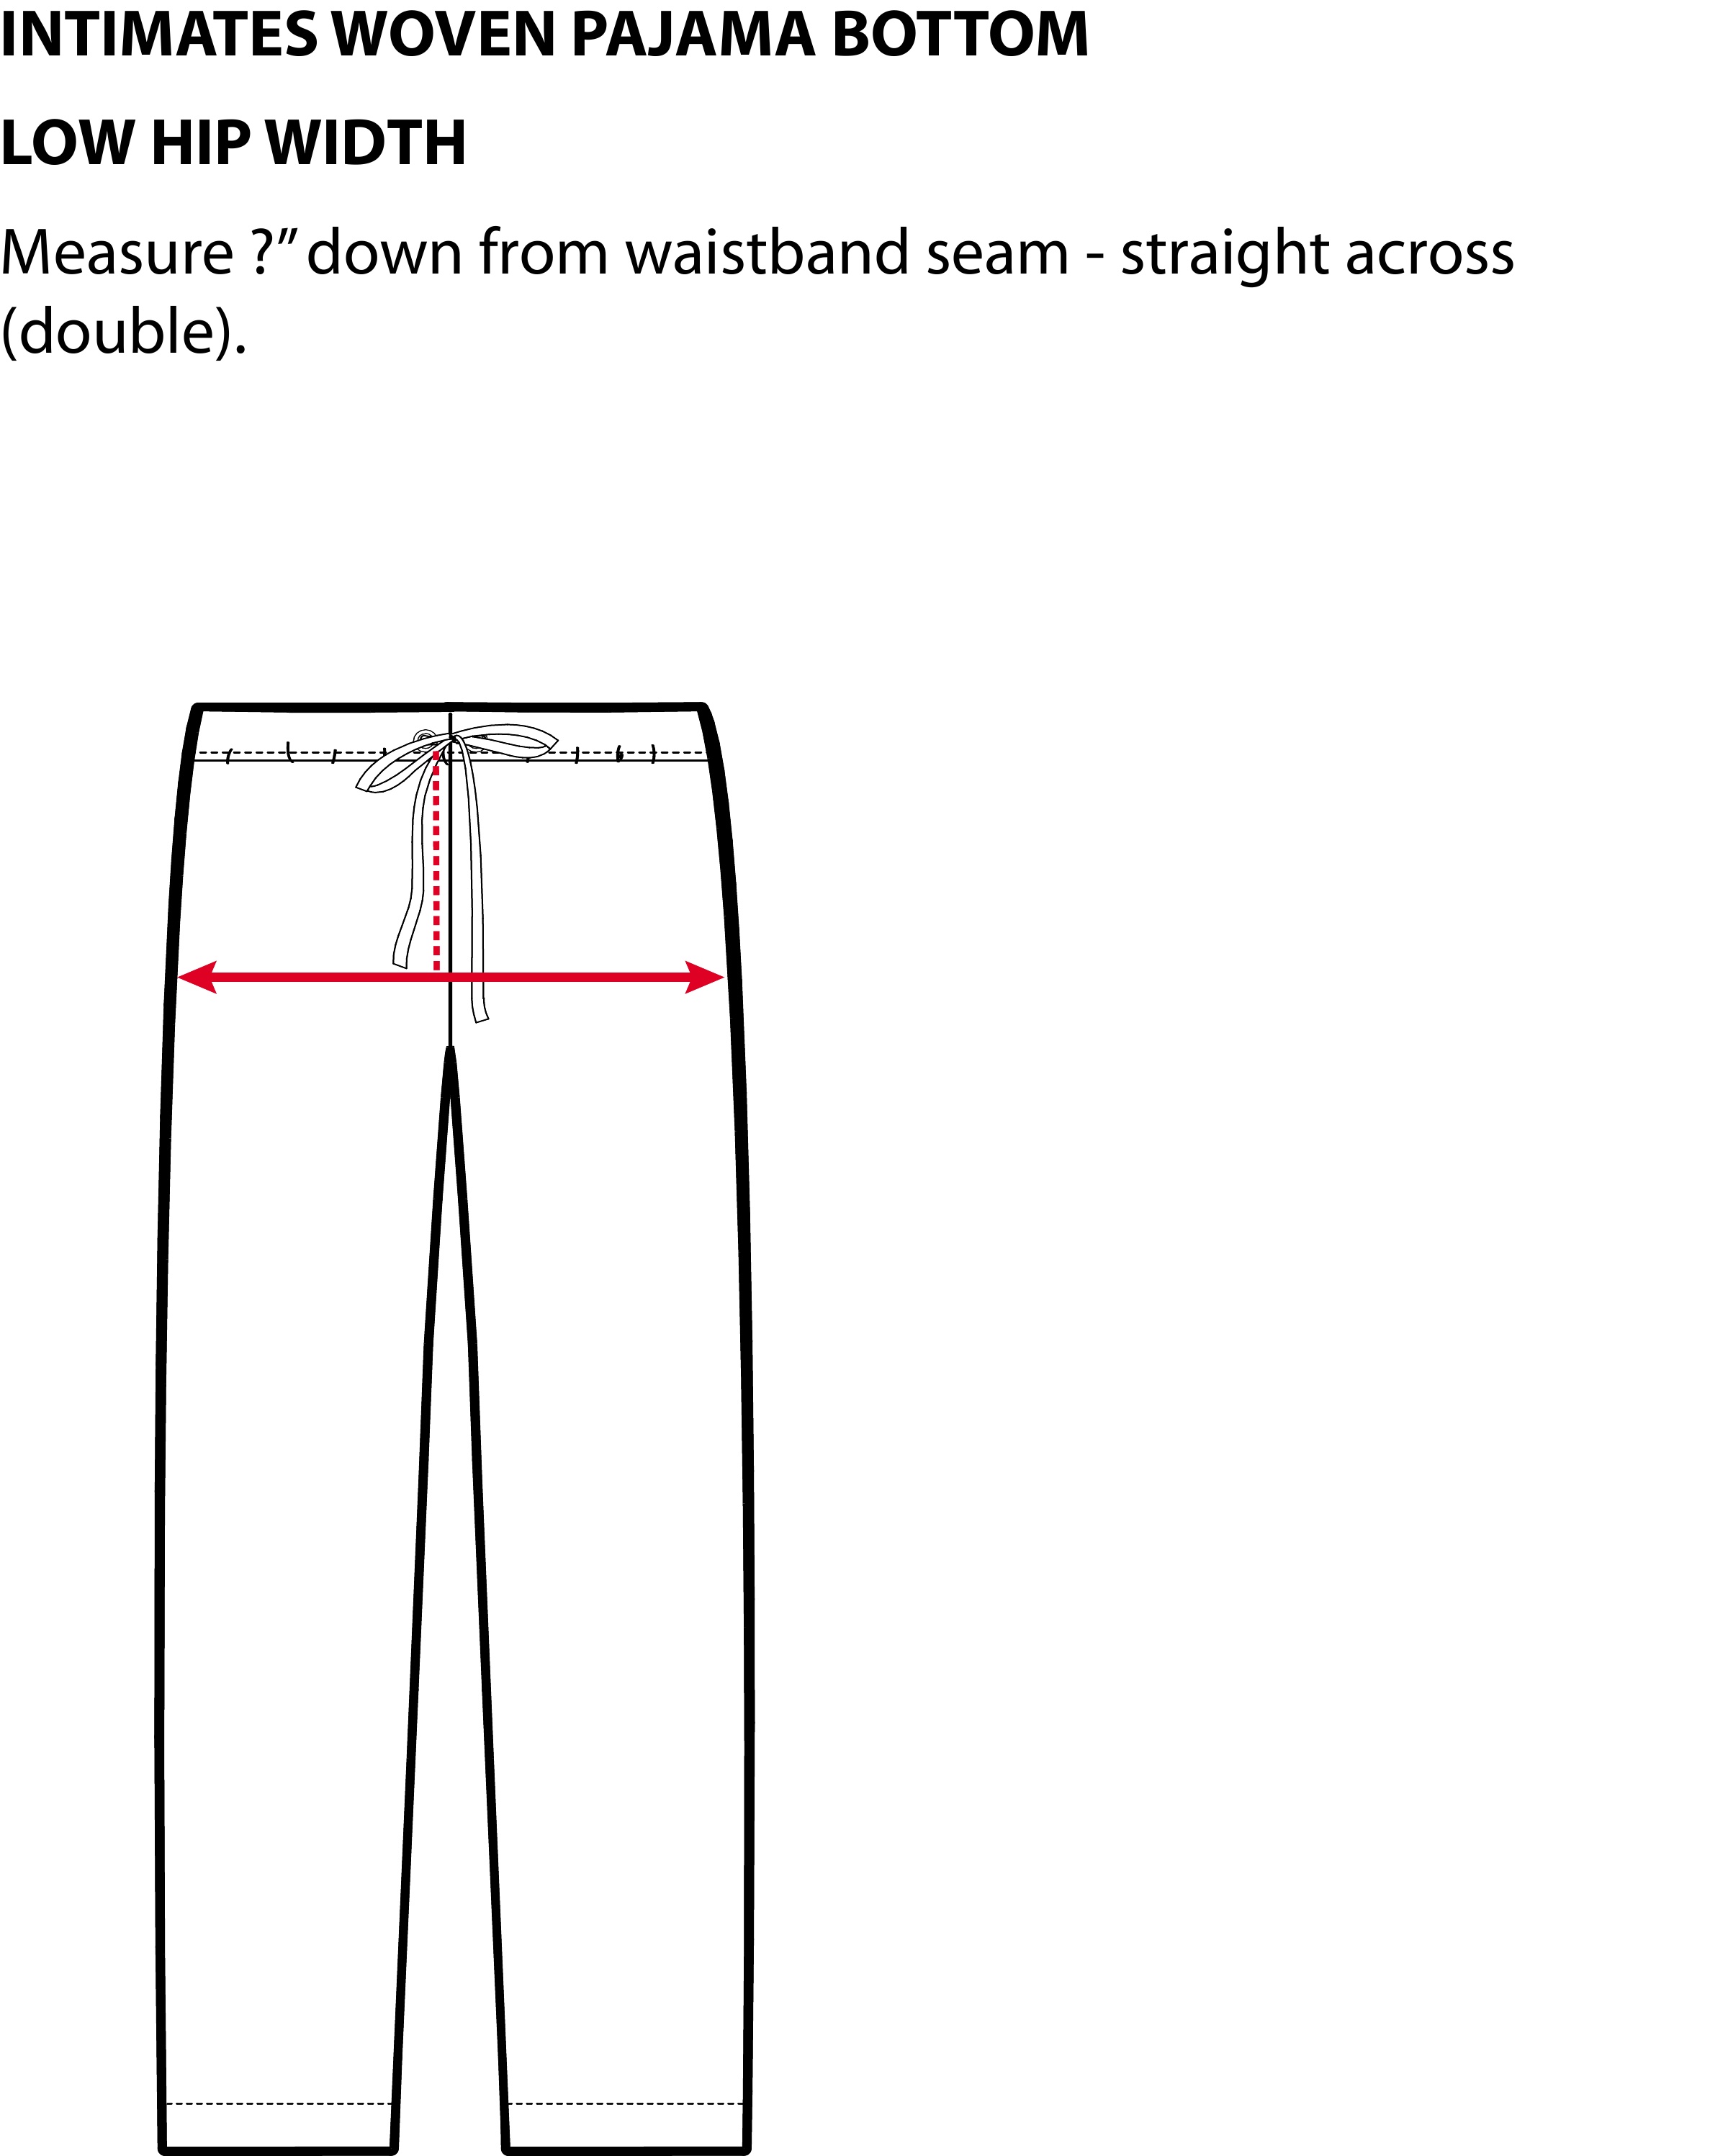 INTIMATES WOVEN PAJAMA BOTTOM
LOW HIP WIDTH
Measure ?” down from waistband seam - straight across
(double).